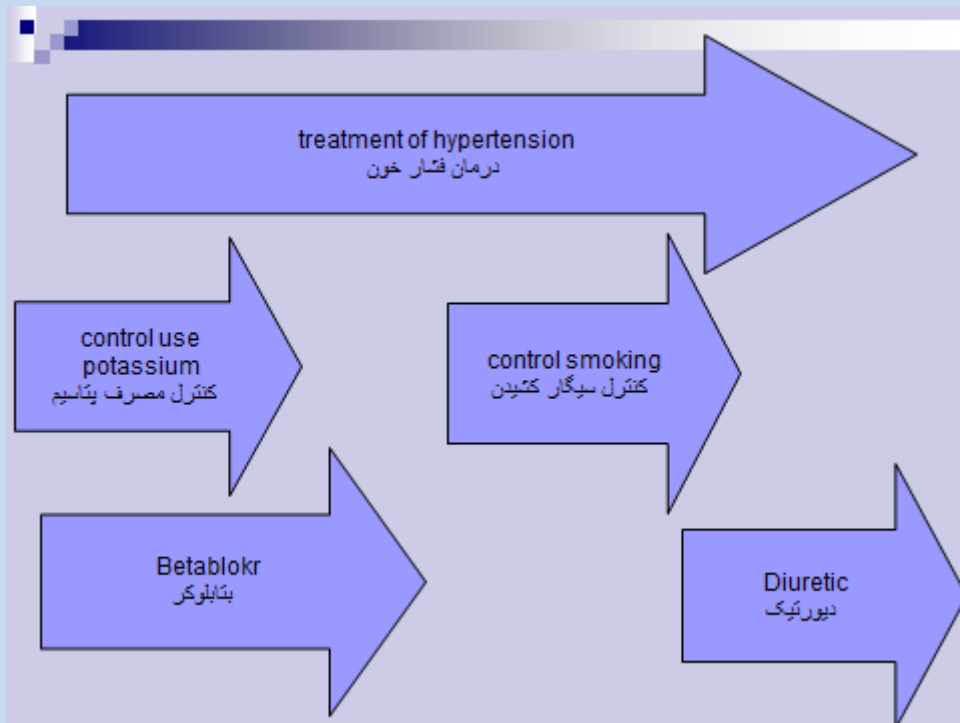 treatment of hypertension
درمان فشار خون
control use
potassium
کنترل مصرف پتاسیم
control smoking
کنترل سیگار کشیدن
Betablokr
بتابلوکر
Diuretic
دیورتیک